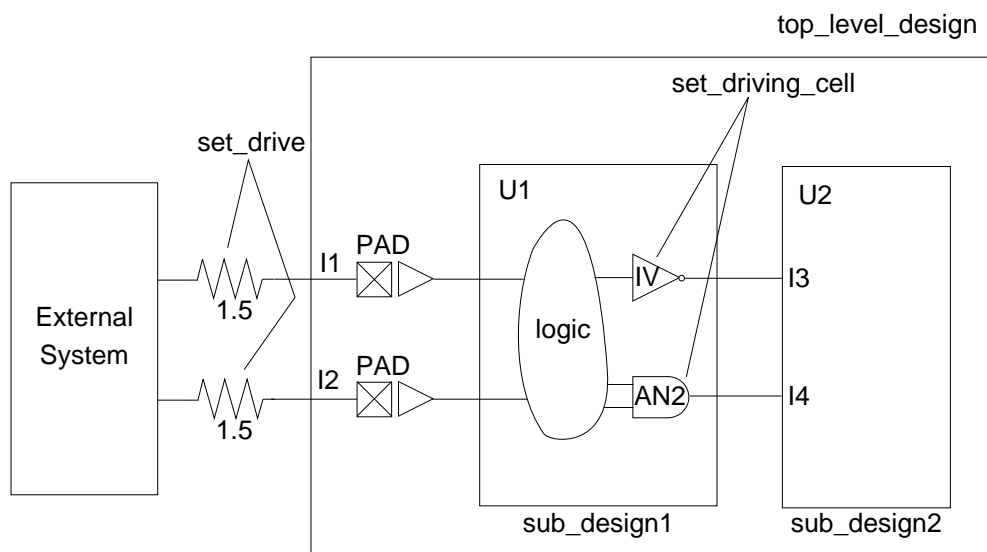 top_level_design
set_driving_cell
set_drive
U1
U2
I1
PAD
IV
I3
1.5
External
System
logic
I2
PAD
AN2
I4
1.5
sub_design1
sub_design2